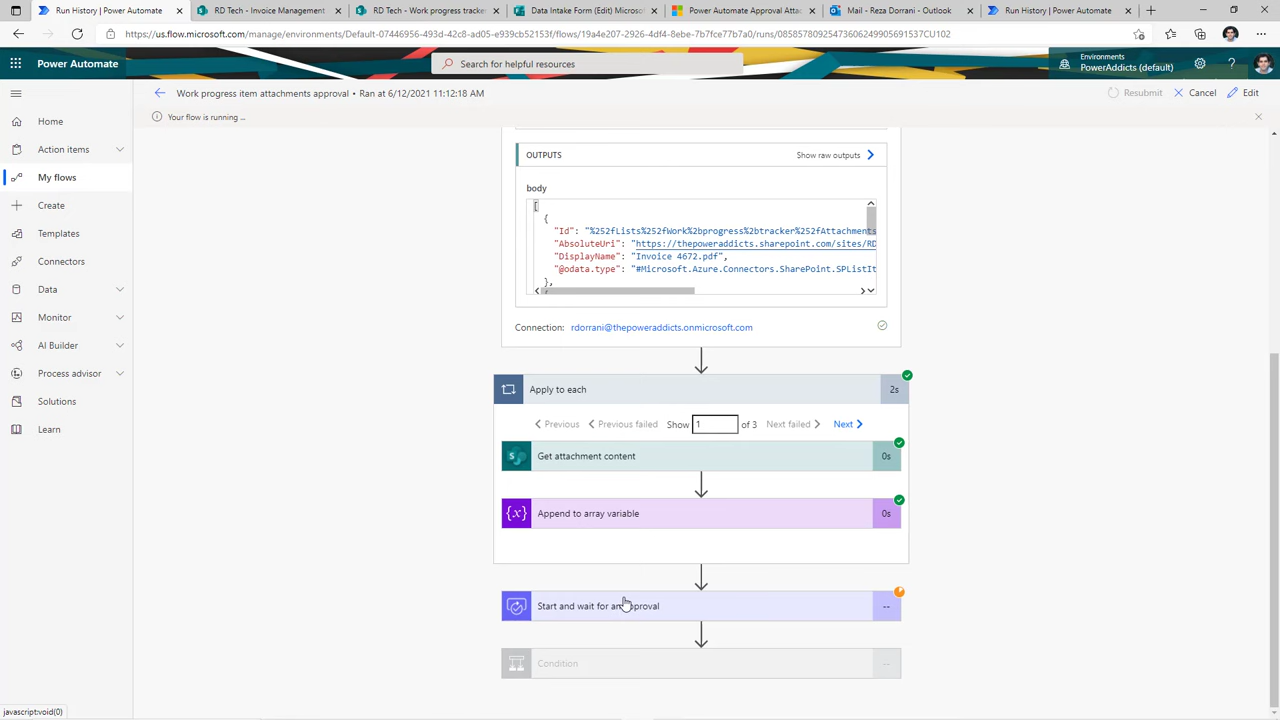 Run History | Power Automate
RD Tech - Invoice Management
RD Tech - Work progress tracker
Data Intake Form (Edit) Microsof
Power Automate Approval Attac
Mail - Reza Dorrani - Outlook
Run History | Power Automate
https://us.flow.microsoft.com/manage/environments/Default-07446956-493d-42c8-ad05-e939cb52153f/flows/19a4e207-2926-4df4-8ebe-7b7fce77b7a0/runs/08585780925473606249905691537CU102
Power Automate
Search for helpful resources
Environments
PowerAddicts (default)
Work progress item attachments approval • Ran at 6/12/2021 11:12:18 AM
Resubmit
Cancel
Edit
Your flow is running ...
Home
Action items
My flows
Create
Templates
Connectors
Data
Monitor
AI Builder
Process advisor
Solutions
Learn
OUTPUTS
Show raw outputs
body
[
{
"Id": "%252fLists%252fWork%2bprogress%2btracker%252fAttachments
"AbsoluteUri": "https://thepoweraddicts.sharepoint.com/sites/RD
"DisplayName": "Invoice 4672.pdf",
"@odata.type": "#Microsoft.Azure.Connectors.SharePoint.SPListIt
},
Connection: rdorrani@thepoweraddicts.onmicrosoft.com
Apply to each
2s
Previous
Previous failed
Show 1 of 3
Next failed
Next
Get attachment content
0s
{x}
Append to array variable
0s
Start and wait for an approval
--
Condition
--
javascript:void(0)